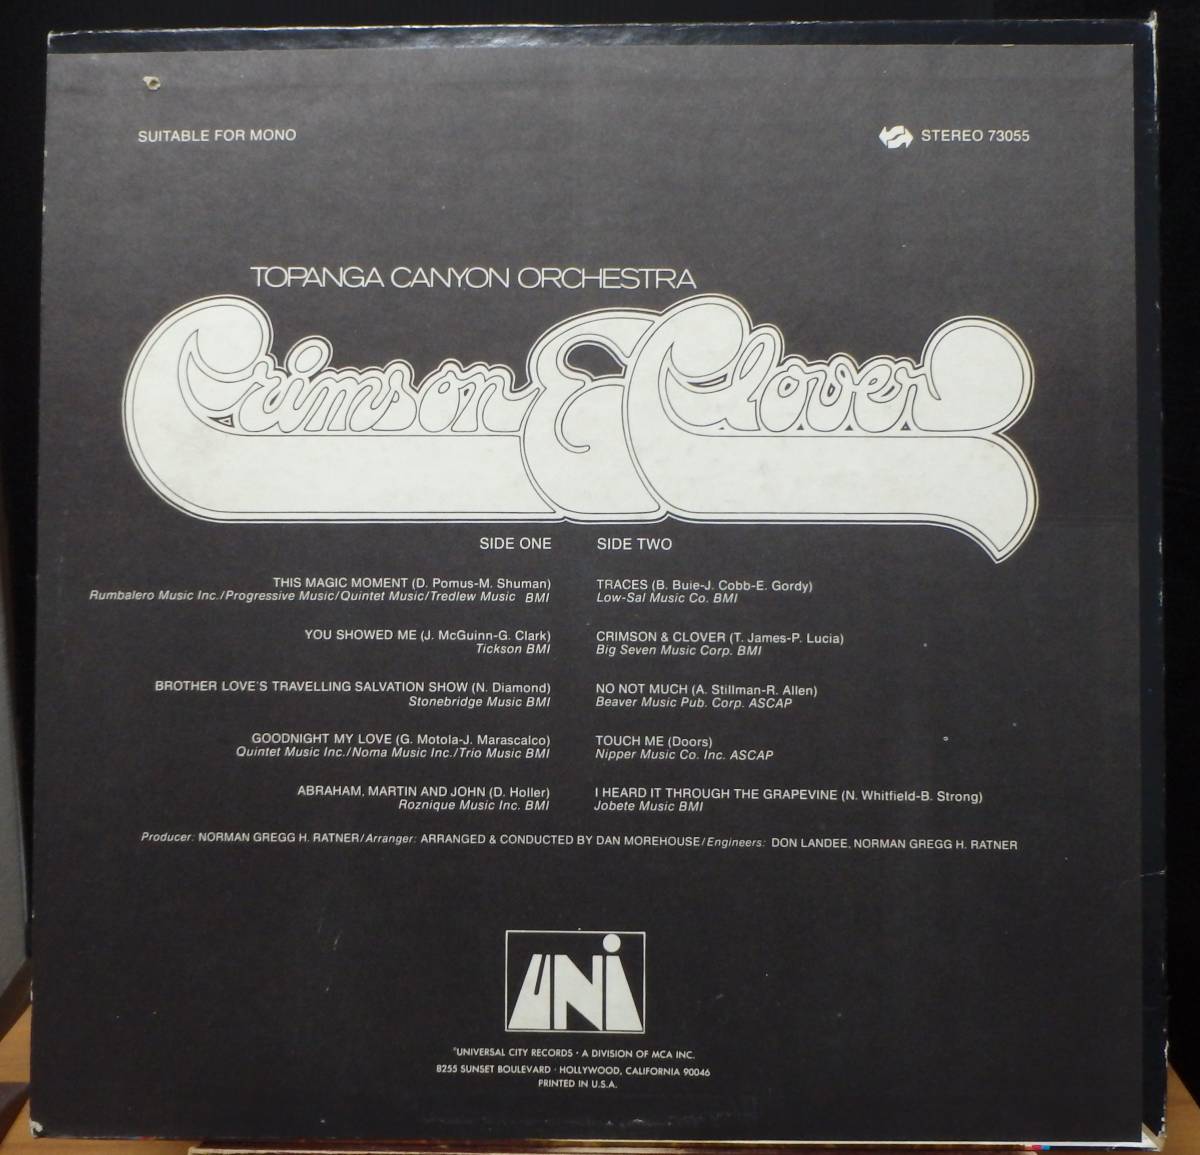 SUITABLE FOR MONO
STEREO 73055
TOPANGA CANYON ORCHESTRA
Crimson & Clover
SIDE ONE
THIS MAGIC MOMENT (D. Pomus-M. Shuman)
Rumbalero Music Inc./Progressive Music/Quintet Music/Tredlew Music BMI
YOU SHOWED ME (J. McGuinn-G. Clark)
Tickson BMI
BROTHER LOVE'S TRAVELLING SALVATION SHOW (N. Diamond)
Stonebridge Music BMI
GOODNIGHT MY LOVE (G. Motola-J. Marascalco)
Quintet Music Inc./Noma Music Inc./Trio Music BMI
ABRAHAM, MARTIN AND JOHN (D. Holler)
Roznique Music Inc. BMI
SIDE TWO
TRACES (B. Buie-J. Cobb-E. Gordy)
Low-Sal Music Co. BMI
CRIMSON & CLOVER (T. James-P. Lucia)
Big Seven Music Corp. BMI
NO NOT MUCH (A. Stillman-R. Allen)
Beaver Music Pub. Corp. ASCAP
TOUCH ME (Doors)
Nipper Music Co. Inc. ASCAP
I HEARD IT THROUGH THE GRAPEVINE (N. Whitfield-B. Strong)
Jobete Music BMI
Producer: NORMAN GREGG H. RATNER/Arranger: ARRANGED & CONDUCTED BY DAN MOREHOUSE/Engineers: DON LANDEE, NORMAN GREGG H. RATNER
UNI
UNIVERSAL CITY RECORDS · A DIVISION OF MCA INC.
8255 SUNSET BOULEVARD · HOLLYWOOD, CALIFORNIA 90046
PRINTED IN U.S.A.